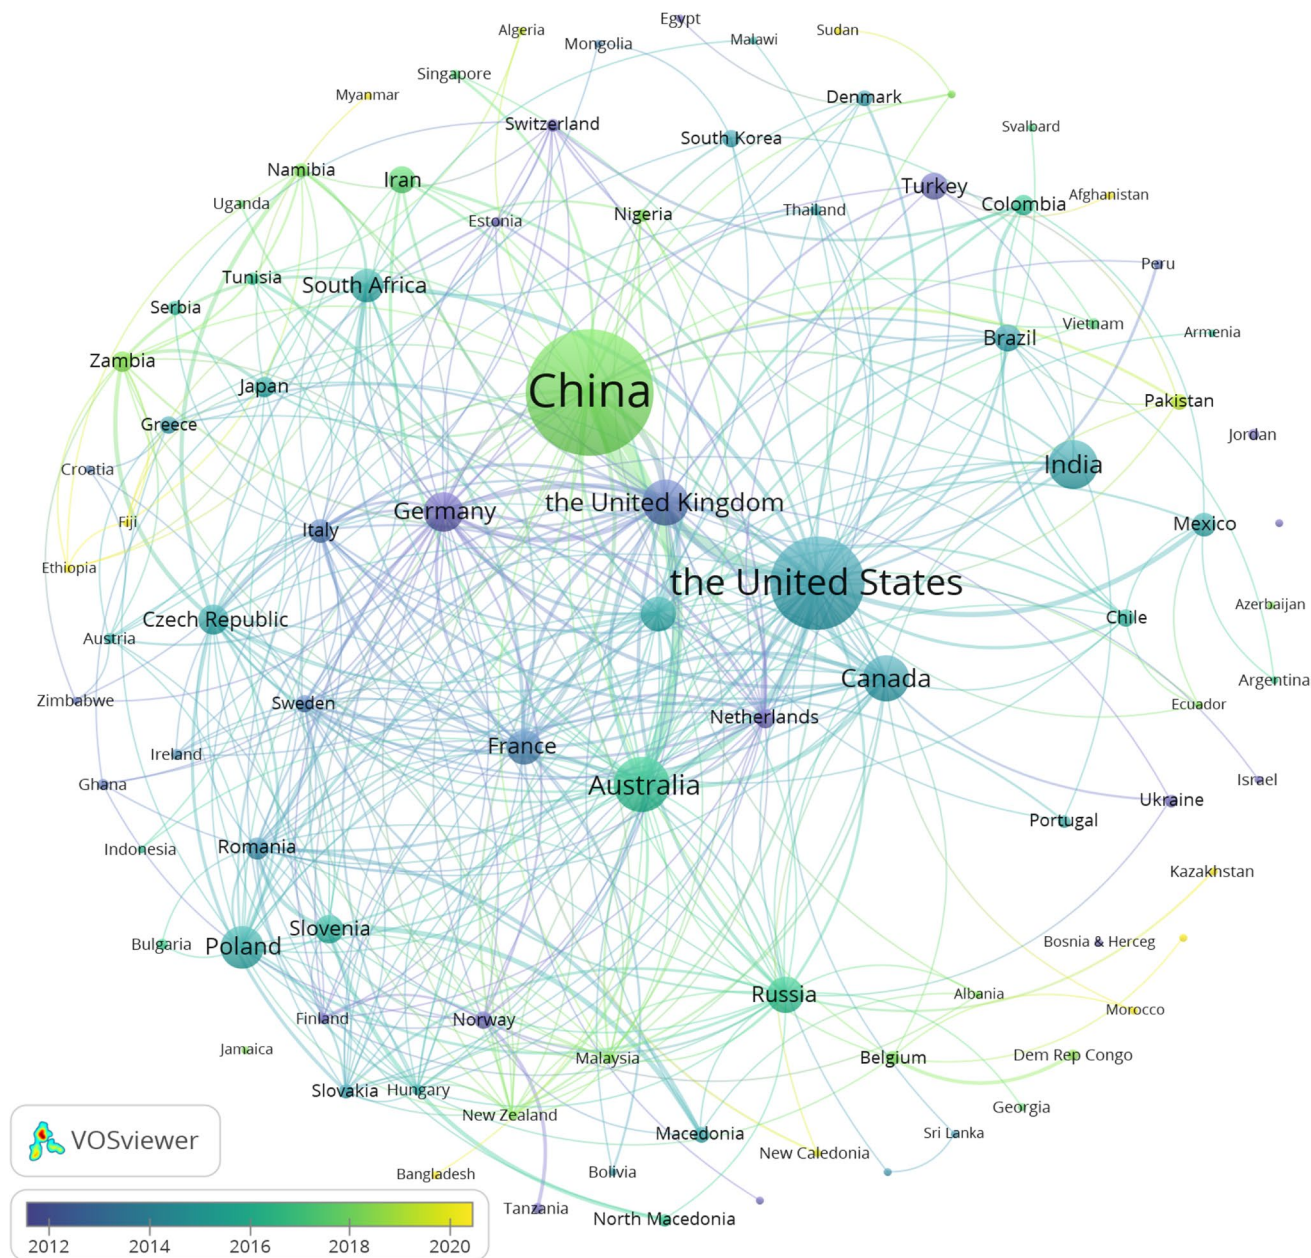 Egypt
Algeria
Sudan
Mongolia
Malawi
Singapore
Myanmar
Denmark
Switzerland
South Korea
Svalbard
Namibia
Iran
Turkey
Afghanistan
Uganda
Colombia
Estonia
Nigeria
Thailand
Peru
Tunisia
South Africa
Serbia
Vietnam
Armenia
Brazil
Zambia
Japan
China
Pakistan
Greece
Jordan
Croatia
India
the United Kingdom
Germany
Fiji
Italy
Mexico
Ethiopia
the United States
Azerbaijan
Czech Republic
Chile
Austria
Canada
Argentina
Zimbabwe
Sweden
Ecuador
Netherlands
France
Ireland
Israel
Ghana
Australia
Ukraine
Portugal
Indonesia
Romania
Kazakhstan
Slovenia
Bulgaria
Poland
Bosnia & Herceg
Russia
Albania
Morocco
Finland
Norway
Jamaica
Malaysia
Belgium
Dem Rep Congo
Slovakia
Hungary
Georgia
New Zealand
Sri Lanka
Macedonia
VOSviewer
New Caledonia
Bangladesh
Bolivia
Tanzania
North Macedonia
2012
2014
2016
2018
2020